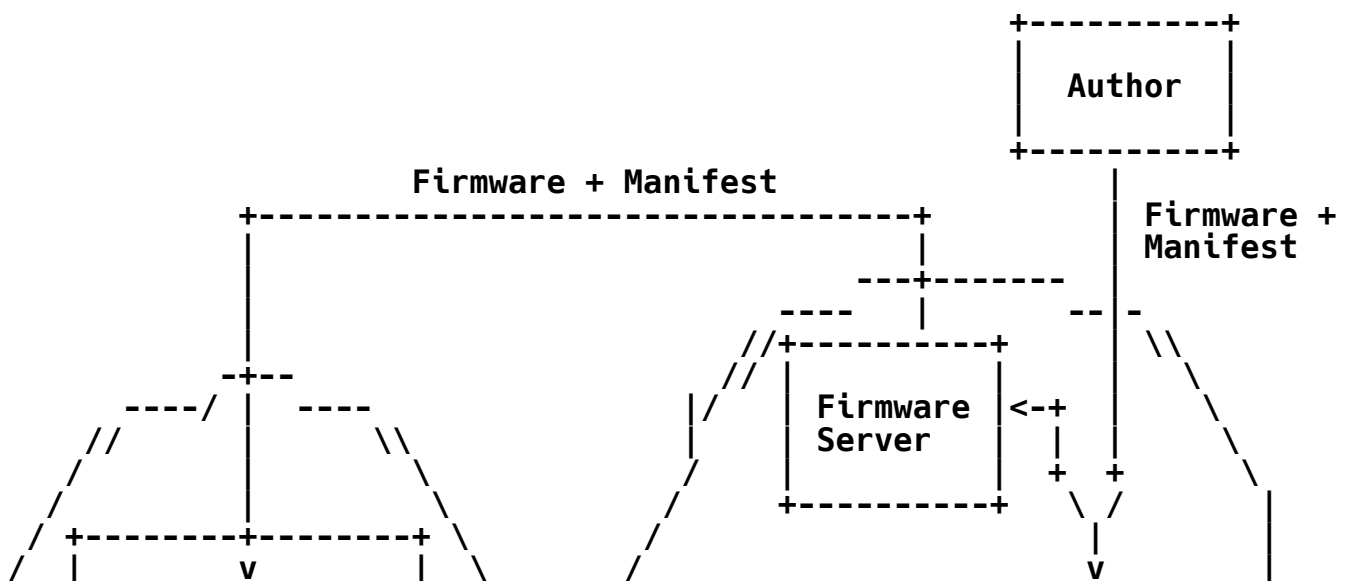 Author
Firmware + Manifest
Firmware +
Manifest
Firmware
Server
v
v